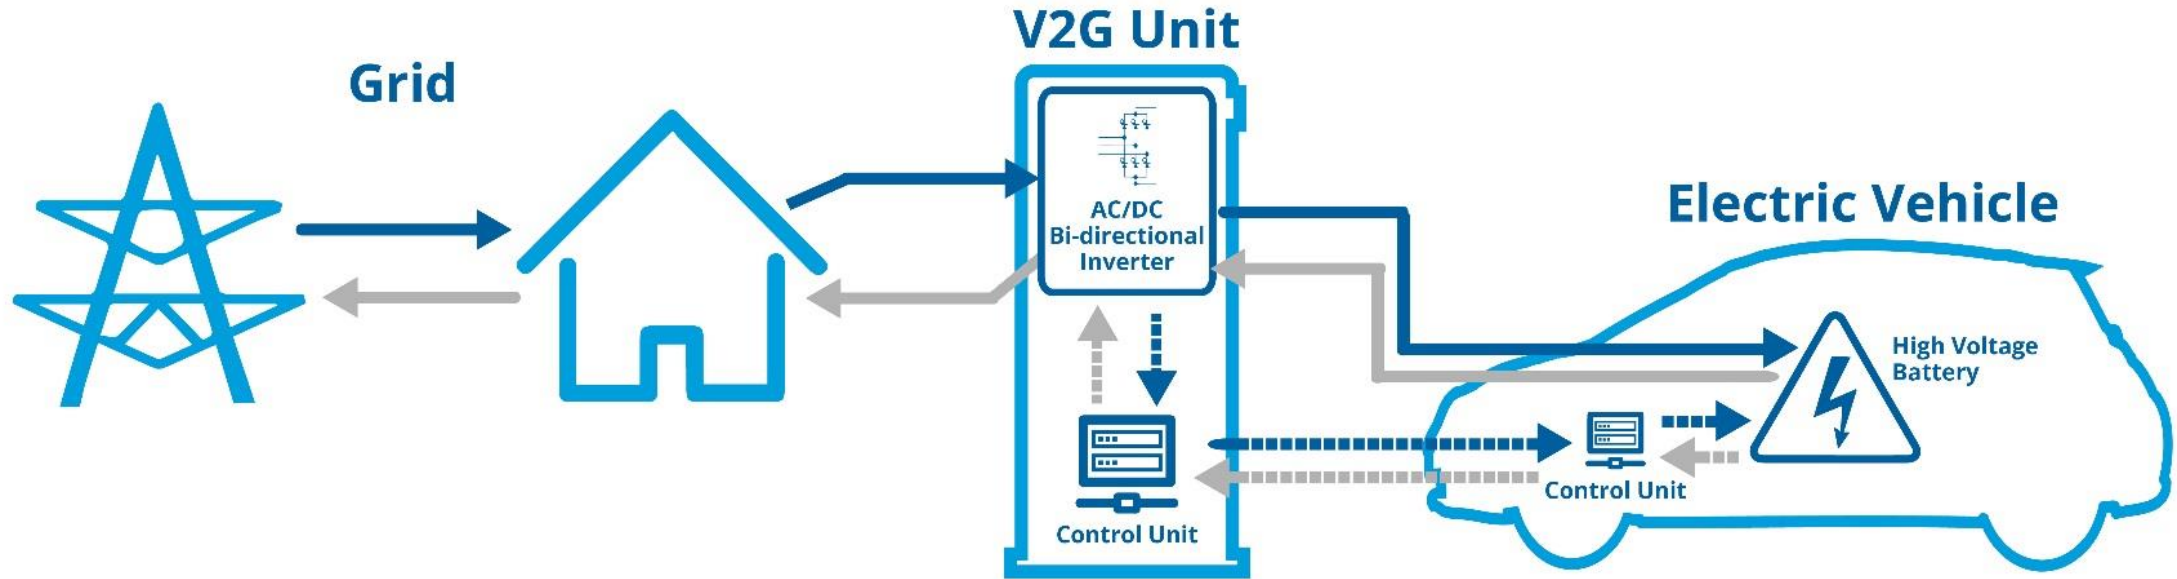 V2G Unit
Grid
AC/DC
Bi-directional
Inverter
Electric Vehicle
High Voltage
Battery
Control Unit
Control Unit